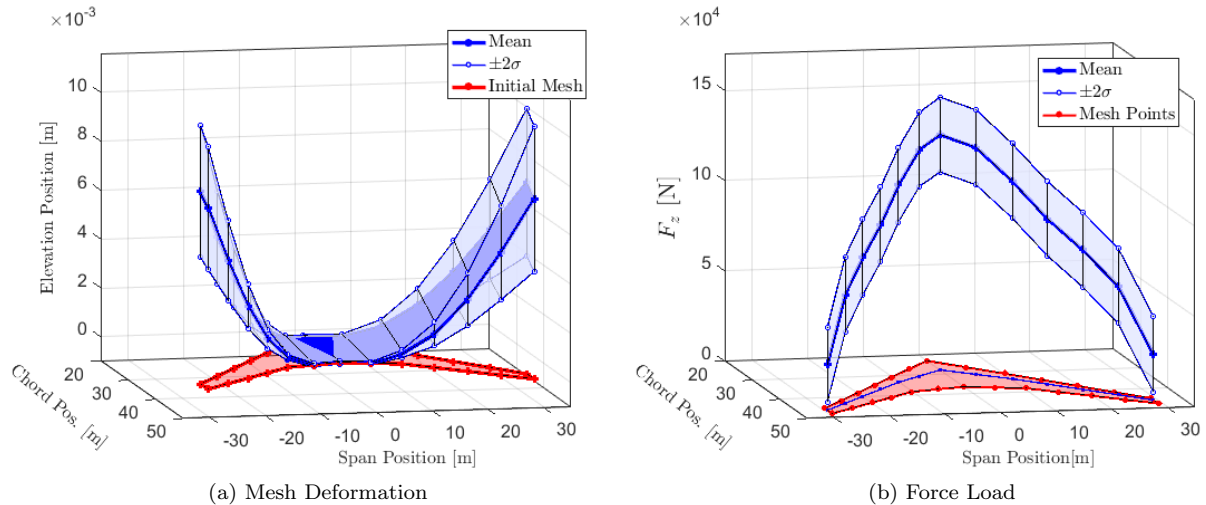 ×10⁻³
10
8
6
4
2
0
Elevation Position [m]
Mean
±2σ
Initial Mesh
20
30
40
50
Chord Pos. [m]
-30
-20
-10
0
10
20
30
Span Position [m]
(a) Mesh Deformation
×10⁴
15
10
5
0
F_z [N]
Mean
±2σ
Mesh Points
20
30
40
50
Chord Pos. [m]
-30
-20
-10
0
10
20
30
Span Position[m]
(b) Force Load